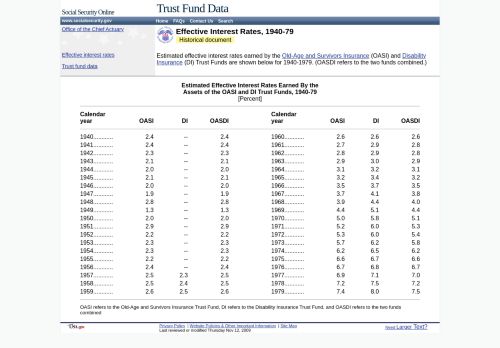 Social Security Online
Trust Fund Data
www.socialsecurity.gov
Home FAQs Contact Us Search
Office of the Chief Actuary
Effective Interest Rates, 1940-79
Historical document
Effective interest rates
Trust fund data
Estimated effective interest rates earned by the Old-Age and Survivors Insurance (OASI) and Disability
Insurance (DI) Trust Funds are shown below for 1940-1979. (OASDI refers to the two funds combined.)
Estimated Effective Interest Rates Earned By the
Assets of the OASI and DI Trust Funds, 1940-79
[Percent]
Calendar year OASI DI OASDI Calendar year OASI DI OASDI
1940............ 2.4 -- 2.4 1960............ 2.6 2.6 2.6
1941............ 2.4 -- 2.4 1961............ 2.7 2.9 2.8
1942............ 2.3 -- 2.3 1962............ 2.8 2.9 2.8
1943............ 2.1 -- 2.1 1963............ 2.9 3.0 2.9
1944............ 2.0 -- 2.0 1964............ 3.1 3.2 3.1
1945............ 2.1 -- 2.1 1965............ 3.2 3.4 3.2
1946............ 2.0 -- 2.0 1966............ 3.5 3.7 3.5
1947............ 1.9 -- 1.9 1967............ 3.7 4.1 3.8
1948............ 2.8 -- 2.8 1968............ 3.9 4.4 4.0
1949............ 1.3 -- 1.3 1969............ 4.4 5.1 4.4
1950............ 2.0 -- 2.0 1970............ 5.0 5.8 5.1
1951............ 2.9 -- 2.9 1971............ 5.2 6.0 5.3
1952............ 2.2 -- 2.2 1972............ 5.3 6.0 5.4
1953............ 2.3 -- 2.3 1973............ 5.7 6.2 5.8
1954............ 2.3 -- 2.3 1974............ 6.2 6.5 6.2
1955............ 2.2 -- 2.2 1975............ 6.6 6.7 6.6
1956............ 2.4 -- 2.4 1976............ 6.7 6.8 6.7
1957............ 2.5 2.3 2.5 1977............ 6.9 7.1 7.0
1958............ 2.5 2.4 2.5 1978............ 7.2 7.5 7.2
1959............ 2.6 2.5 2.6 1979............ 7.4 8.0 7.5
OASI refers to the Old-Age and Survivors Insurance Trust Fund, DI refers to the Disability Insurance Trust Fund, and OASDI refers to the two funds
combined
USA.gov
Privacy Policy | Website Policies & Other Important Information | Site Map
Last reviewed or modified Thursday Nov 12, 2009
Need Larger Text?